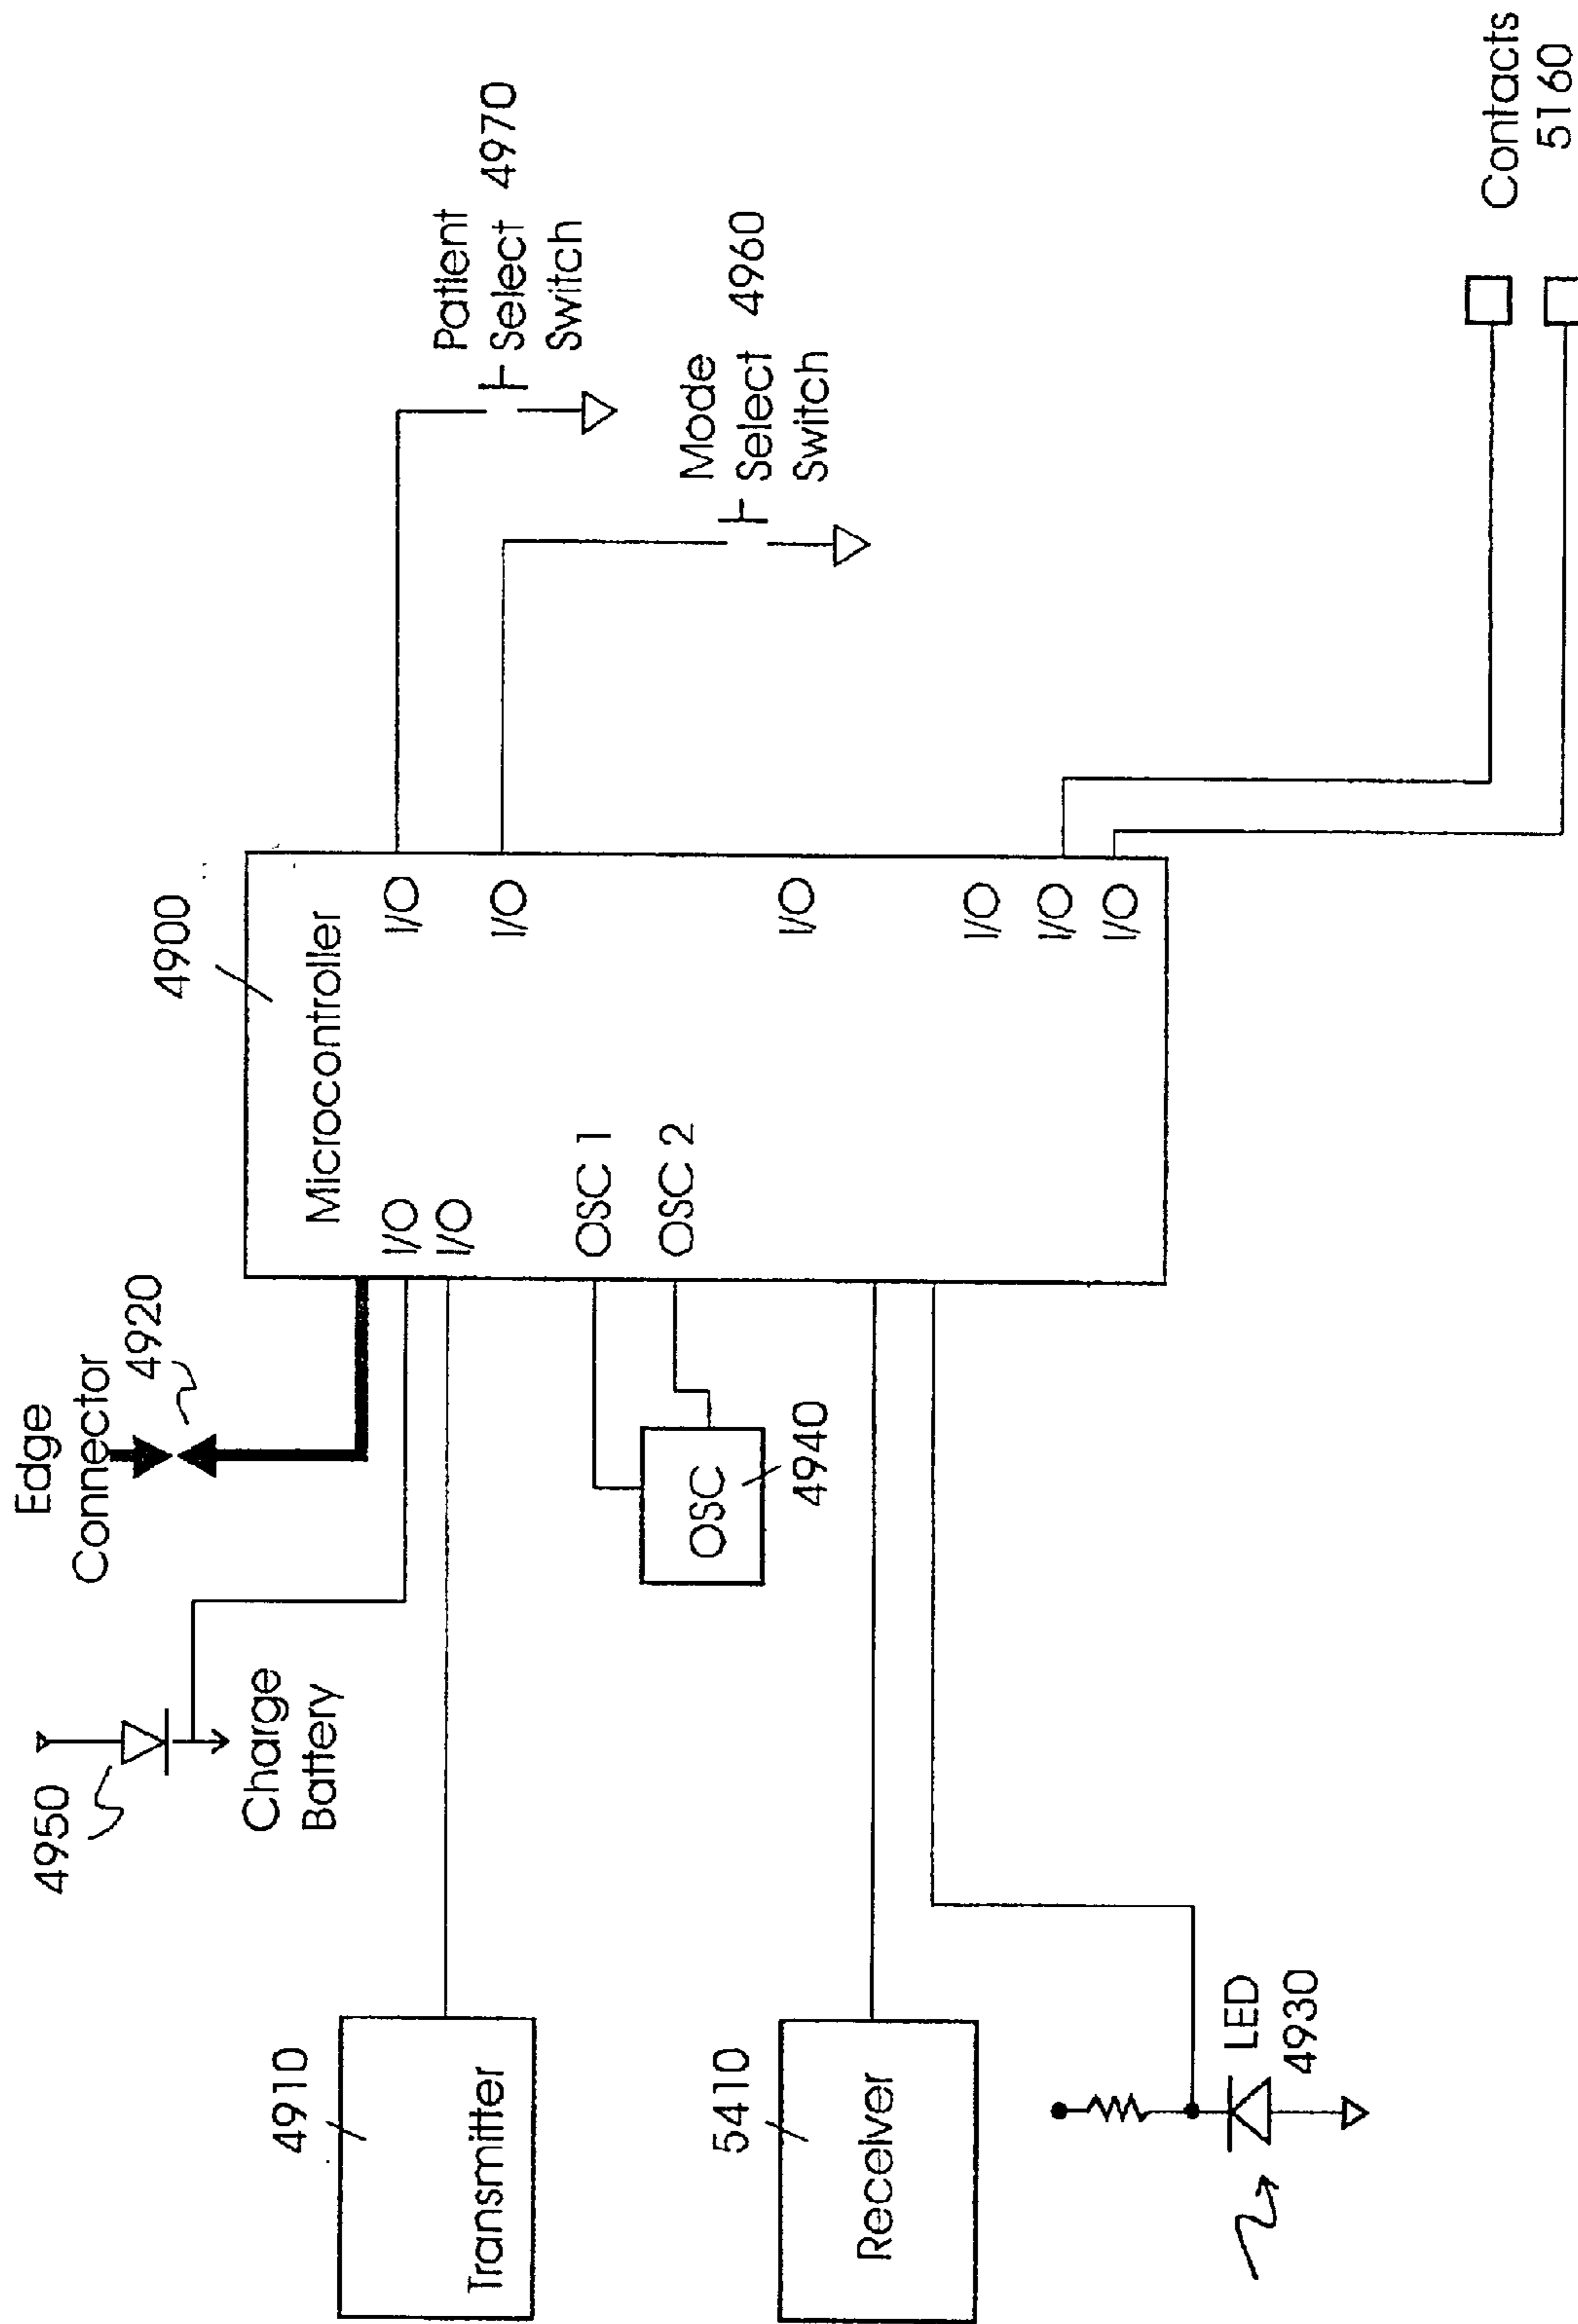 4910
Transmitter
5410
Receiver
LED
4930
4950
Charge
Battery
Edge
Connector
4920
OSC
4940
4900
Microcontroller
I/O
I/O
OSC 1
OSC 2
I/O
I/O
I/O
I/O
I/O
I/O
Patient
Select 4970
Switch
Mode
Select 4960
Switch
Contacts
5160